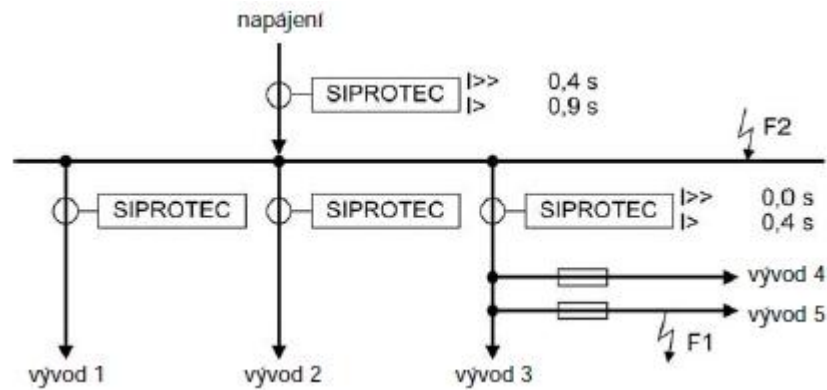 napájení
SIPROTEC I>> 0,4 s
I> 0,9 s
F2
SIPROTEC SIPROTEC SIPROTEC I>> 0,0 s
I> 0,4 s
vývod 4
vývod 5
F1
vývod 1 vývod 2 vývod 3